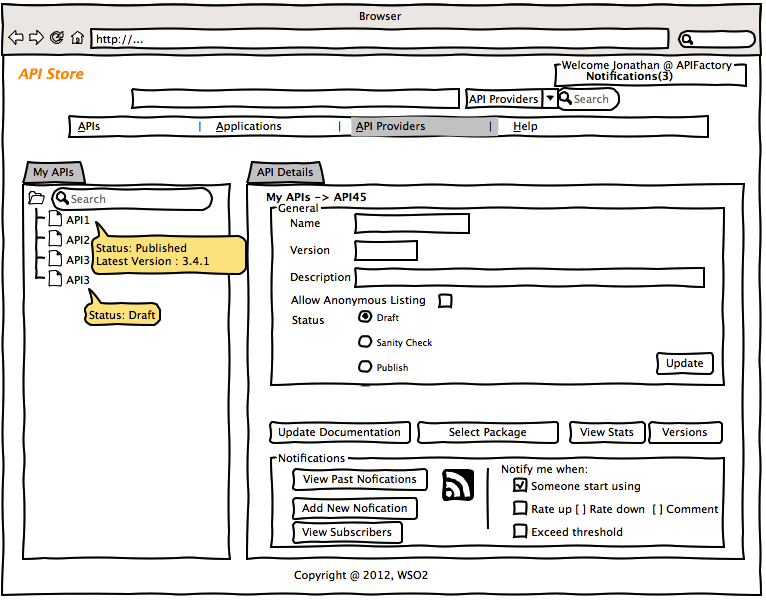 Browser
http://...
API Store
Welcome Jonathan @ APIFactory
Notifications(3)
API Providers
Search
APIs | Applications | API Providers | Help
My APIs
Search
API1
API2
API3
API3
Status: Published
Latest Version : 3.4.1
Status: Draft
API Details
My APIs -> API45
General
Name
Version
Description
Allow Anonymous Listing
Status
Draft
Sanity Check
Publish
Update
Update Documentation
Select Package
View Stats
Versions
Notifications
View Past Nofications
Add New Nofication
View Subscribers
Notify me when:
Someone start using
Rate up [ ] Rate down [ ] Comment
Exceed threshold
Copyright @ 2012, WSO2